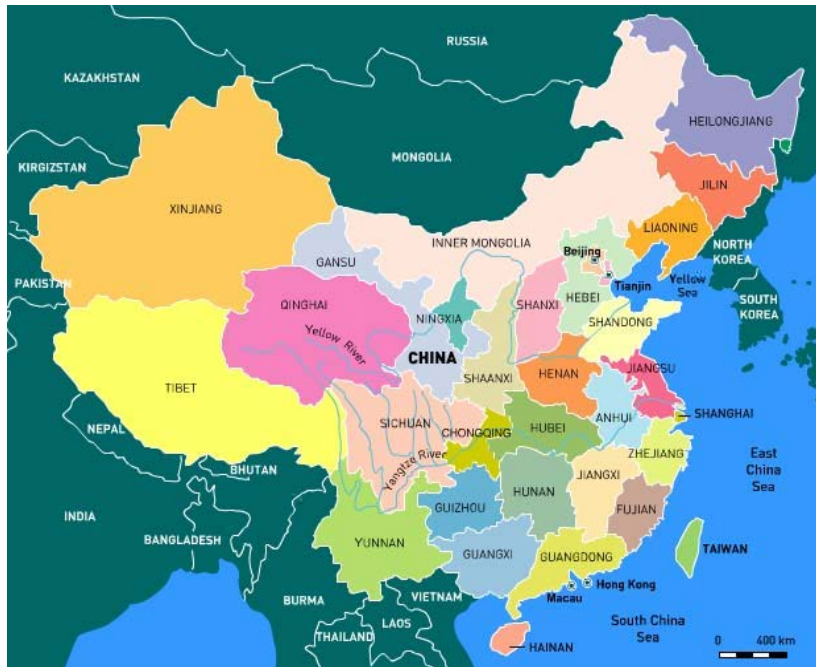 RUSSIA
KAZAKHSTAN
HEILONGJIANG
MONGOLIA
KIRGIZSTAN
JILIN
XINJIANG
LIAONING
INNER MONGOLIA
Beijing
NORTH
KOREA
GANSU
PAKISTAN
Tianjin
Yellow
Sea
QINGHAI
HEBEI
SHANXI
SOUTH
KOREA
NINGXIA
SHANDONG
Yellow River
CHINA
JIANGSU
SHAANXI
HENAN
TIBET
SHANGHAI
ANHUI
SICHUAN
HUBEI
CHONGQING
NEPAL
ZHEJIANG
East
China
Sea
Yangtze River
BHUTAN
JIANGXI
HUNAN
GUIZHOU
FUJIAN
INDIA
BANGLADESH
YUNNAN
GUANGXI
GUANGDONG
TAIWAN
Hong Kong
Macau
VIETNAM
BURMA
LAOS
South China
Sea
THAILAND
HAINAN
0 400 km